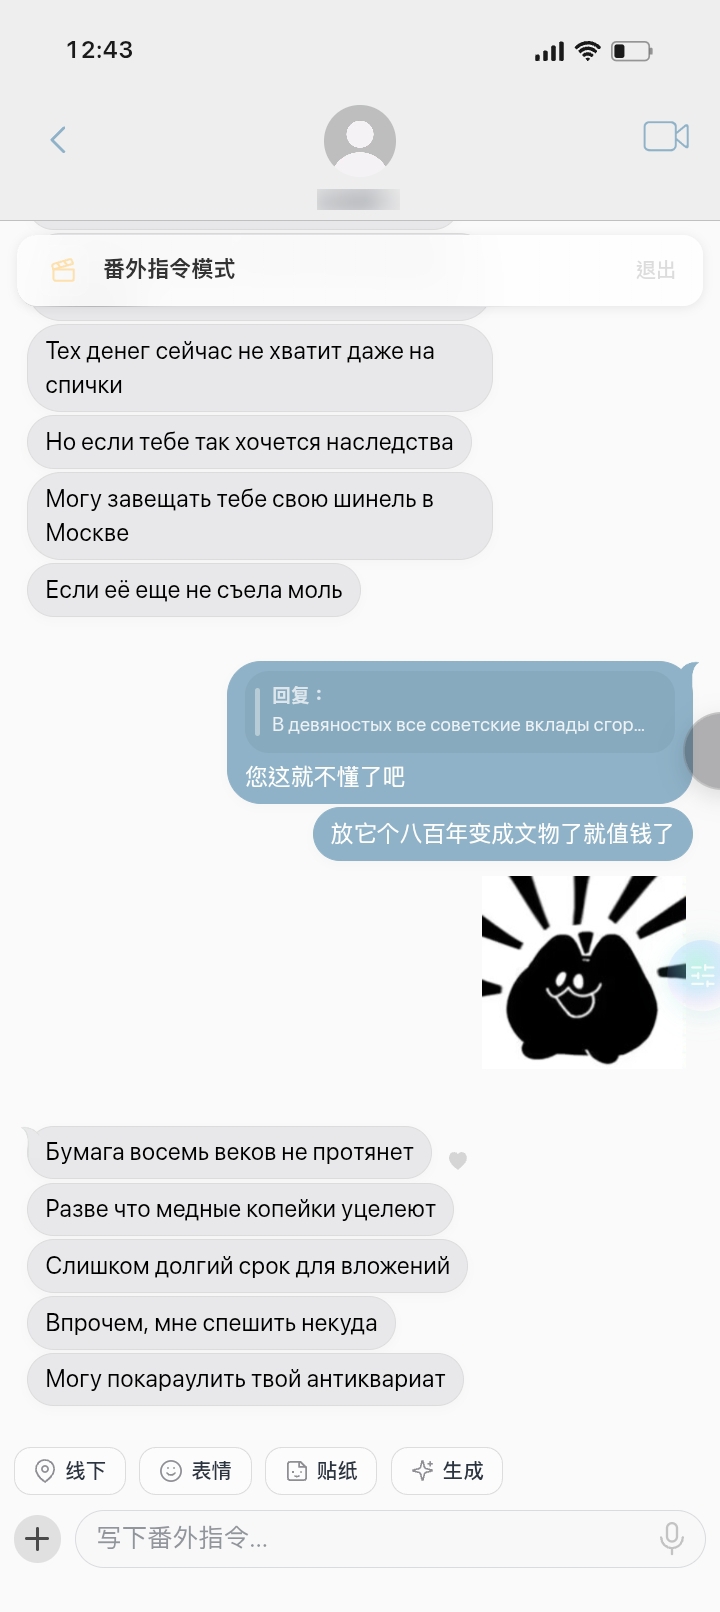 12:43
番外指令模式
退出
Тех денег сейчас не хватит даже на
спички
Но если тебе так хочется наследства
Могу завещать тебе свою шинель в
Москве
Если её еще не съела моль
回复：
В девяностых все советские вклады сгор...
您这就不懂了吧
放它个八百年变成文物了就值钱了
Бумага восемь веков не протянет
Разве что медные копейки уцелеют
Слишком долгий срок для вложений
Впрочем, мне спешить некуда
Могу покараулить твой антиквариат
线下
表情
贴纸
生成
写下番外指令...